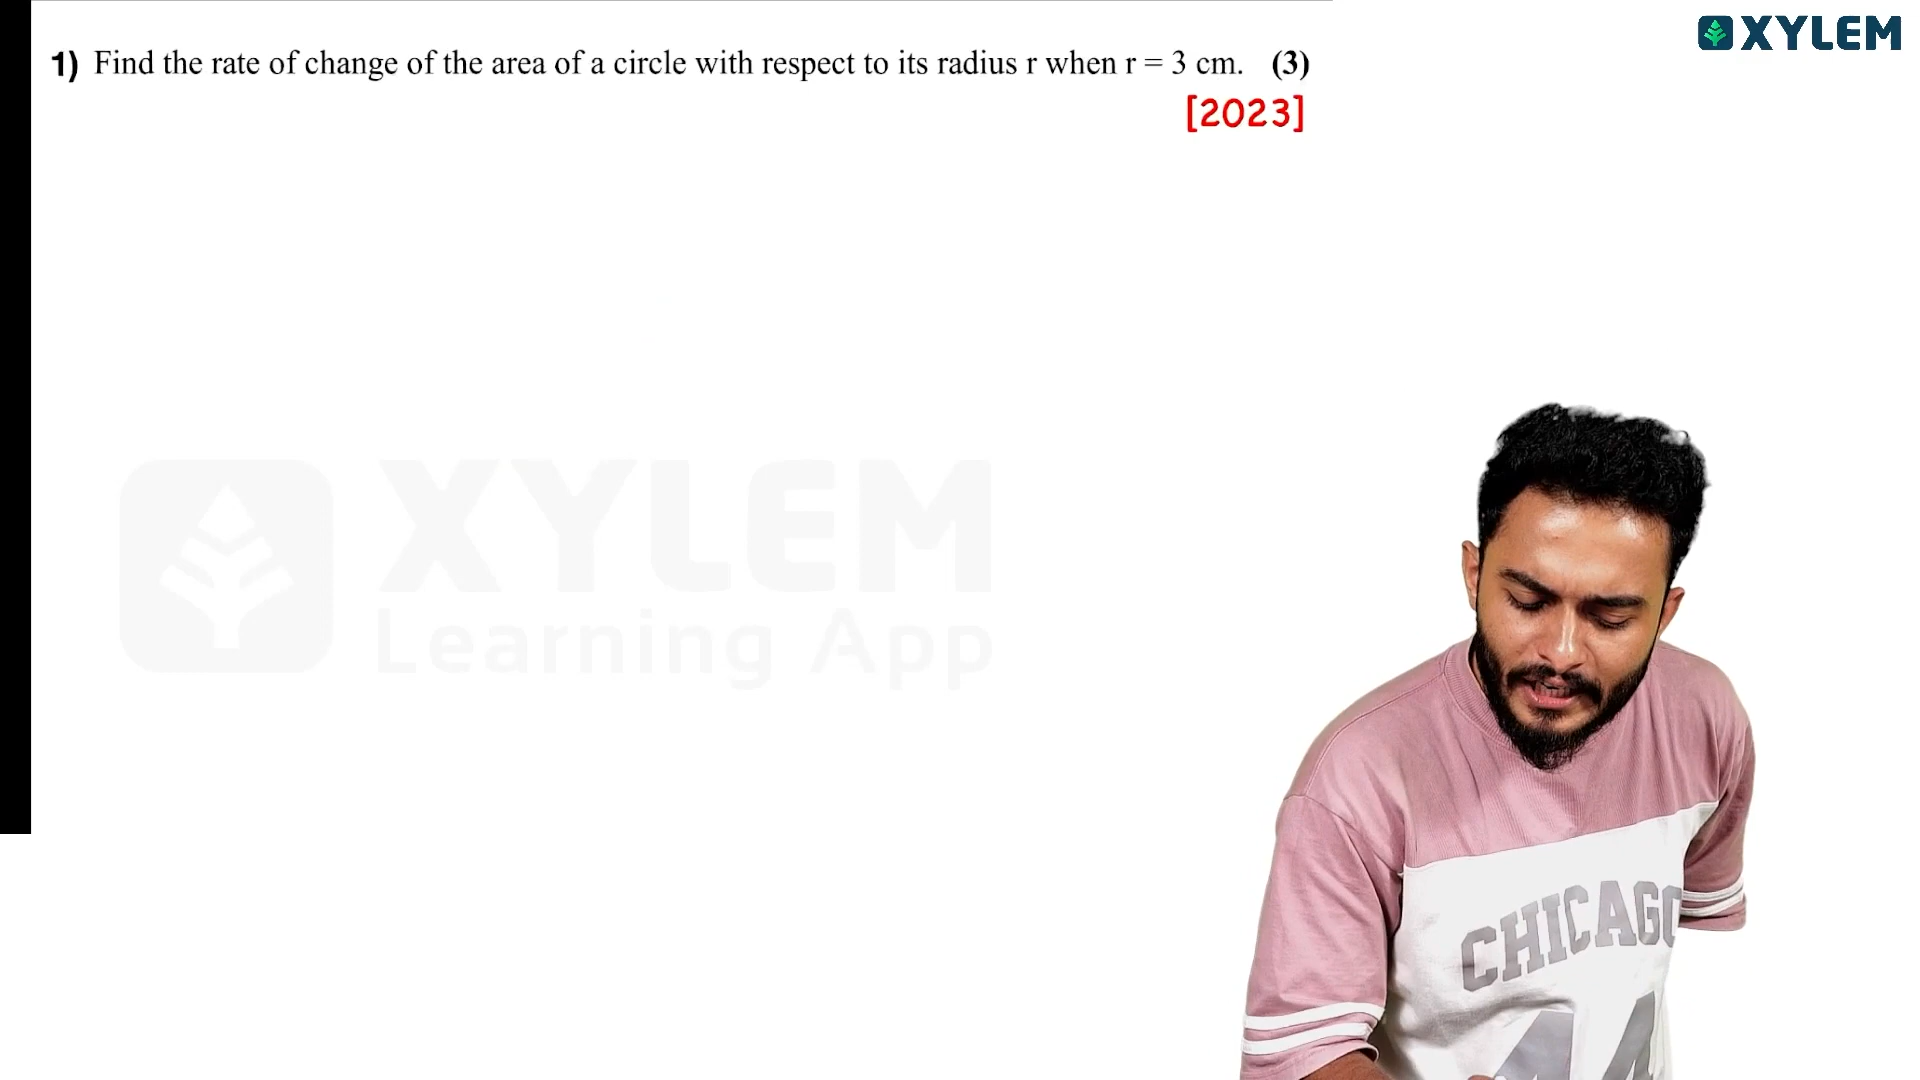 XYLEM
1) Find the rate of change of the area of a circle with respect to its radius r when r = 3 cm. (3)
[2023]
XYLEM
Learning App
CHICAGO
44